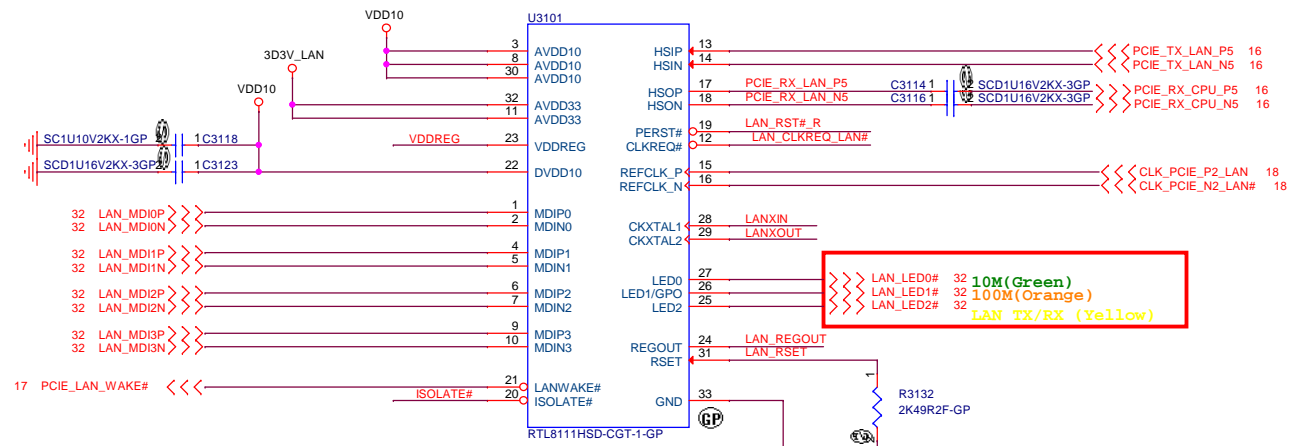 VDD10
3D3V_LAN
VDD10
U3101
3 AVDD10
8 AVDD10
30 AVDD10
32 AVDD33
11 AVDD33
VDDREG 23 VDDREG
22 DVDD10
SC1U10V2KX-1GP 1 C3118
SCD1U16V2KX-3GP 1 C3123
32 LAN_MDI0P 1 MDIP0
32 LAN_MDI0N 2 MDIN0
32 LAN_MDI1P 4 MDIP1
32 LAN_MDI1N 5 MDIN1
32 LAN_MDI2P 6 MDIP2
32 LAN_MDI2N 7 MDIN2
32 LAN_MDI3P 9 MDIP3
32 LAN_MDI3N 10 MDIN3
17 PCIE_LAN_WAKE# 21 LANWAKE#
ISOLATE# 20 ISOLATE#
HSIP 13 PCIE_TX_LAN_P5 16
HSIN 14 PCIE_TX_LAN_N5 16
HSOP 17 PCIE_RX_LAN_P5 C3114 1 SCD1U16V2KX-3GP PCIE_RX_CPU_P5 16
HSON 18 PCIE_RX_LAN_N5 C3116 1 SCD1U16V2KX-3GP PCIE_RX_CPU_N5 16
PERST# 19 LAN_RST#_R
CLKREQ# 12 LAN_CLKREQ_LAN#
REFCLK_P 15 CLK_PCIE_P2_LAN 18
REFCLK_N 16 CLK_PCIE_N2_LAN# 18
CKXTAL1 28 LANXIN
CKXTAL2 29 LANXOUT
LED0 27 LAN_LED0# 32 10M(Green)
LED1/GPO 26 LAN_LED1# 32 100M(Orange)
LED2 25 LAN_LED2# 32 LAN TX/RX (Yellow)
REGOUT 24 LAN_REGOUT
RSET 31 LAN_RSET
GND 33
GP
1
R3132
2K49R2F-GP
RTL8111HSD-CGT-1-GP